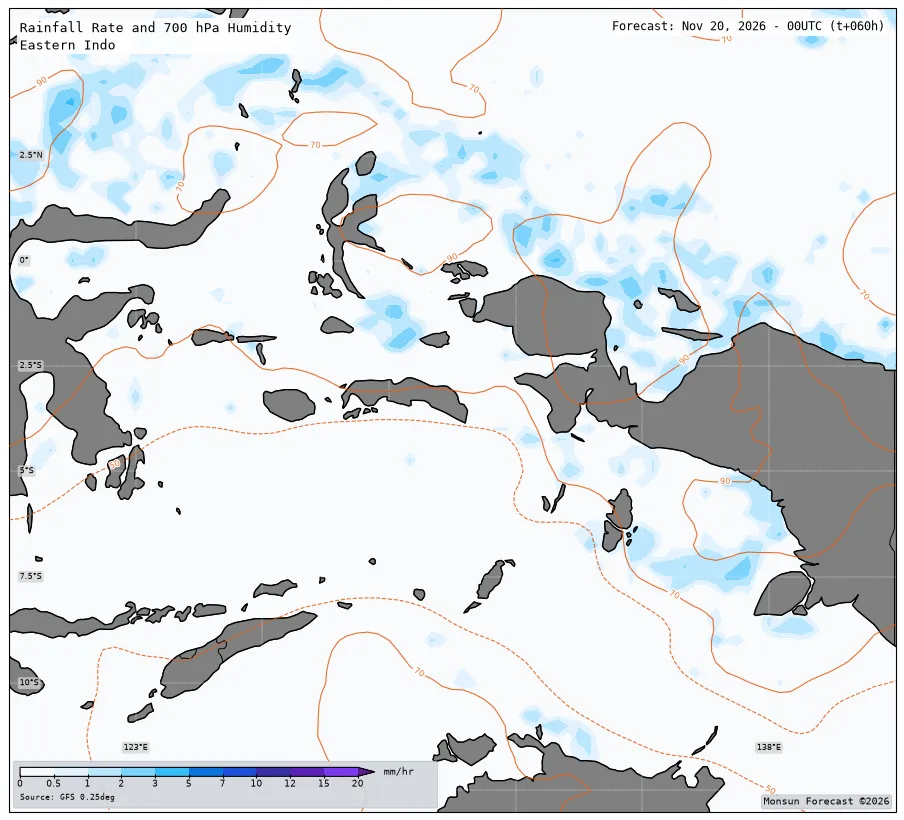 Rainfall Rate and 700 hPa Humidity
Eastern Indo
Forecast: Nov 20, 2026 - 00UTC (t+060h)
70
90
70
2.5°N
70
70
0°
90
70
2.5°S
90
50
5°S
90
7.5°S
70
70
10°S
123°E
138°E
50
0 0.5 1 2 3 5 7 10 12 15 20 mm/hr
Source: GFS 0.25deg
Monsun Forecast ©2026